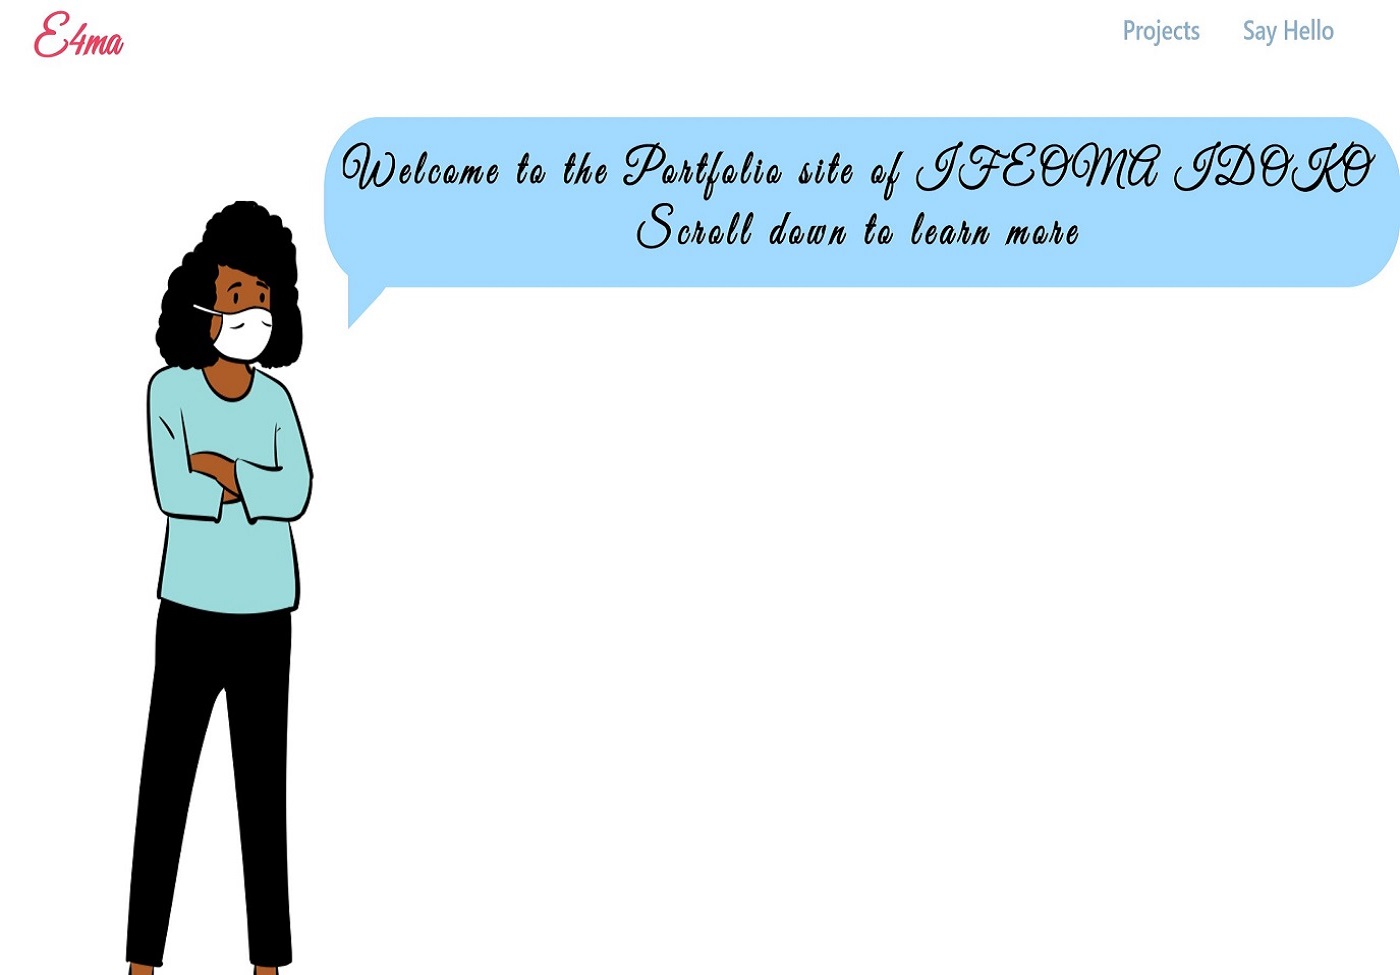 E4ma
Projects
Say Hello
Welcome to the Portfolio site of IFEOMA IDOKO
Scroll down to learn more